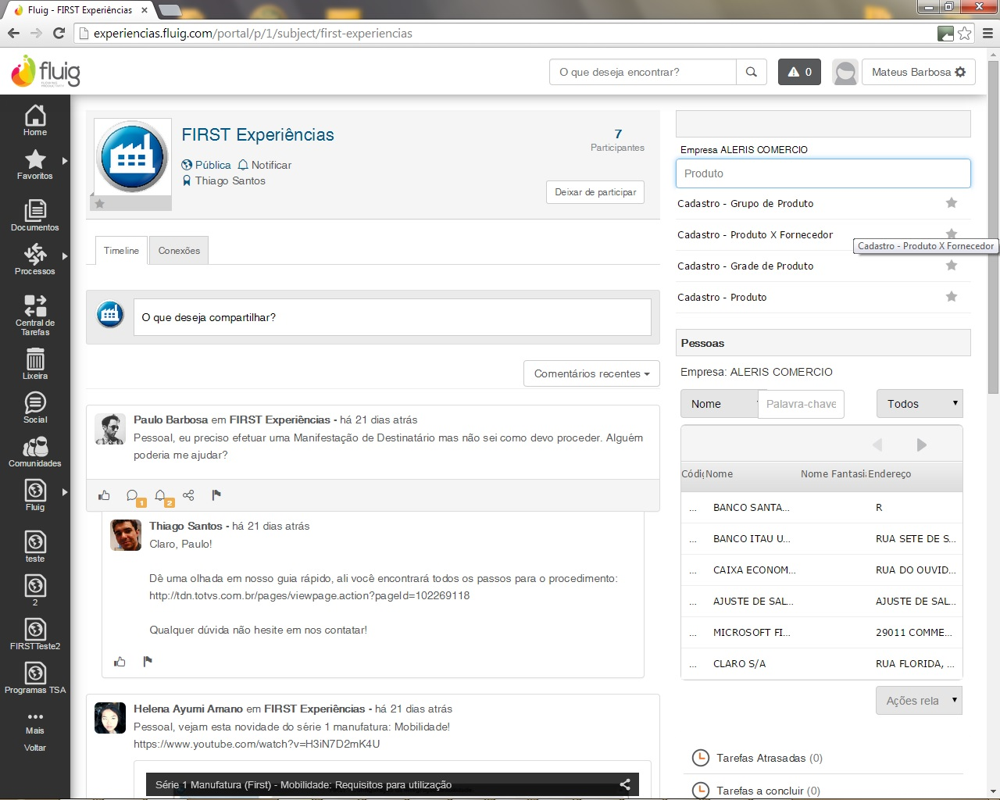 Fluig - FIRST Experiências
experiencias.fluig.com/portal/p/1/subject/first-experiencias
fluig
O que deseja encontrar?
0
Mateus Barbosa
Home
Favoritos
Documentos
Processos
Central de
Tarefas
Lixeira
Social
Comunidades
Fluig
teste
2
FIRSTTeste2
Programas TSA
Mais
Voltar
FIRST Experiências
Pública Notificar
Thiago Santos
7
Participantes
Deixar de participar
Timeline
Conexões
O que deseja compartilhar?
Comentários recentes
Paulo Barbosa em FIRST Experiências - há 21 dias atrás
Pessoal, eu preciso efetuar uma Manifestação de Destinatário mas não sei como devo proceder. Alguém
poderia me ajudar?
1
2
Thiago Santos - há 21 dias atrás
Claro, Paulo!
Dê uma olhada em nosso guia rápido, ali você encontrará todos os passos para o procedimento:
http://tdn.totvs.com.br/pages/viewpage.action?pageId=102269118
Qualquer dúvida não hesite em nos contatar!
Helena Ayumi Amano em FIRST Experiências - há 21 dias atrás
Pessoal, vejam esta novidade do série 1 manufatura: Mobilidade!
https://www.youtube.com/watch?v=H3iN7D2mK4U
Série 1 Manufatura (First) - Mobilidade: Requisitos para utilização
Empresa ALERIS COMERCIO
Produto
Cadastro - Grupo de Produto
Cadastro - Produto X Fornecedor
Cadastro - Produto X Fornecedor
Cadastro - Grade de Produto
Cadastro - Produto
Pessoas
Empresa: ALERIS COMERCIO
Nome Palavra-chave Todos
Códi Nome Nome Fantasia Endereço
... BANCO SANTA... R
... BANCO ITAU U... RUA SETE DE S...
... CAIXA ECONOM... RUA DO OUVID...
... AJUSTE DE SAL... AJUSTE DE SAL...
... MICROSOFT FI... 29011 COMME...
... CLARO S/A RUA FLORIDA, ...
Ações rela
Tarefas Atrasadas (0)
Tarefas a concluir (0)